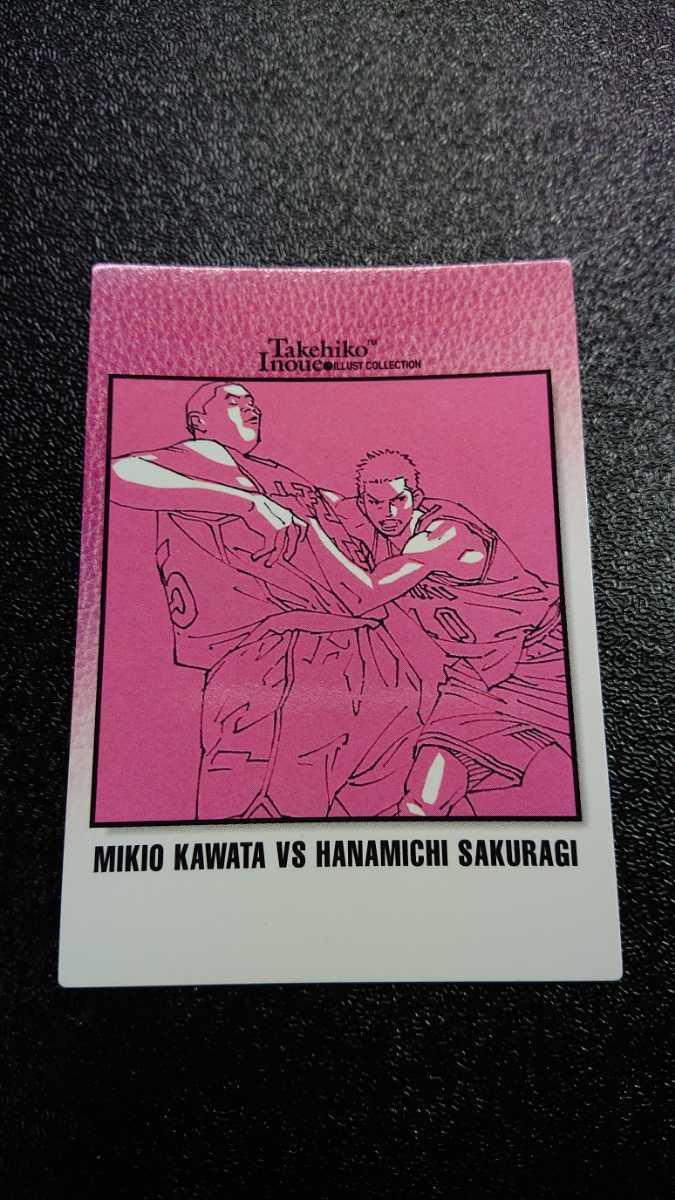 Takehiko™
Inoue ILLUST COLLECTION
MIKIO KAWATA VS HANAMICHI SAKURAGI